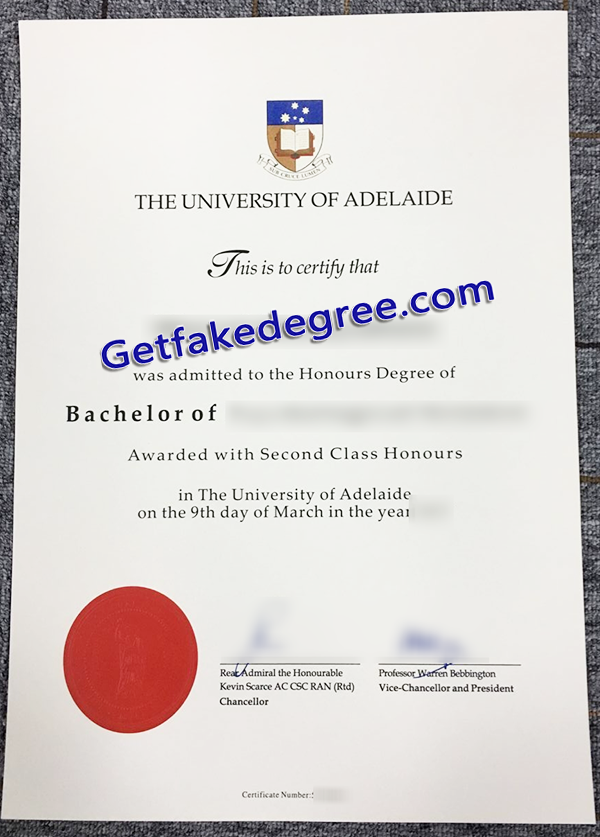 SUB CRUCE LUMEN
THE UNIVERSITY OF ADELAIDE
This is to certify that
Getfakedegree.com
was admitted to the Honours Degree of
Bachelor of
Awarded with Second Class Honours
in The University of Adelaide
on the 9th day of March in the year
Rear Admiral the Honourable
Kevin Scarce AC CSC RAN (Rtd)
Chancellor
Professor Warren Bebbington
Vice-Chancellor and President
Certificate Number: